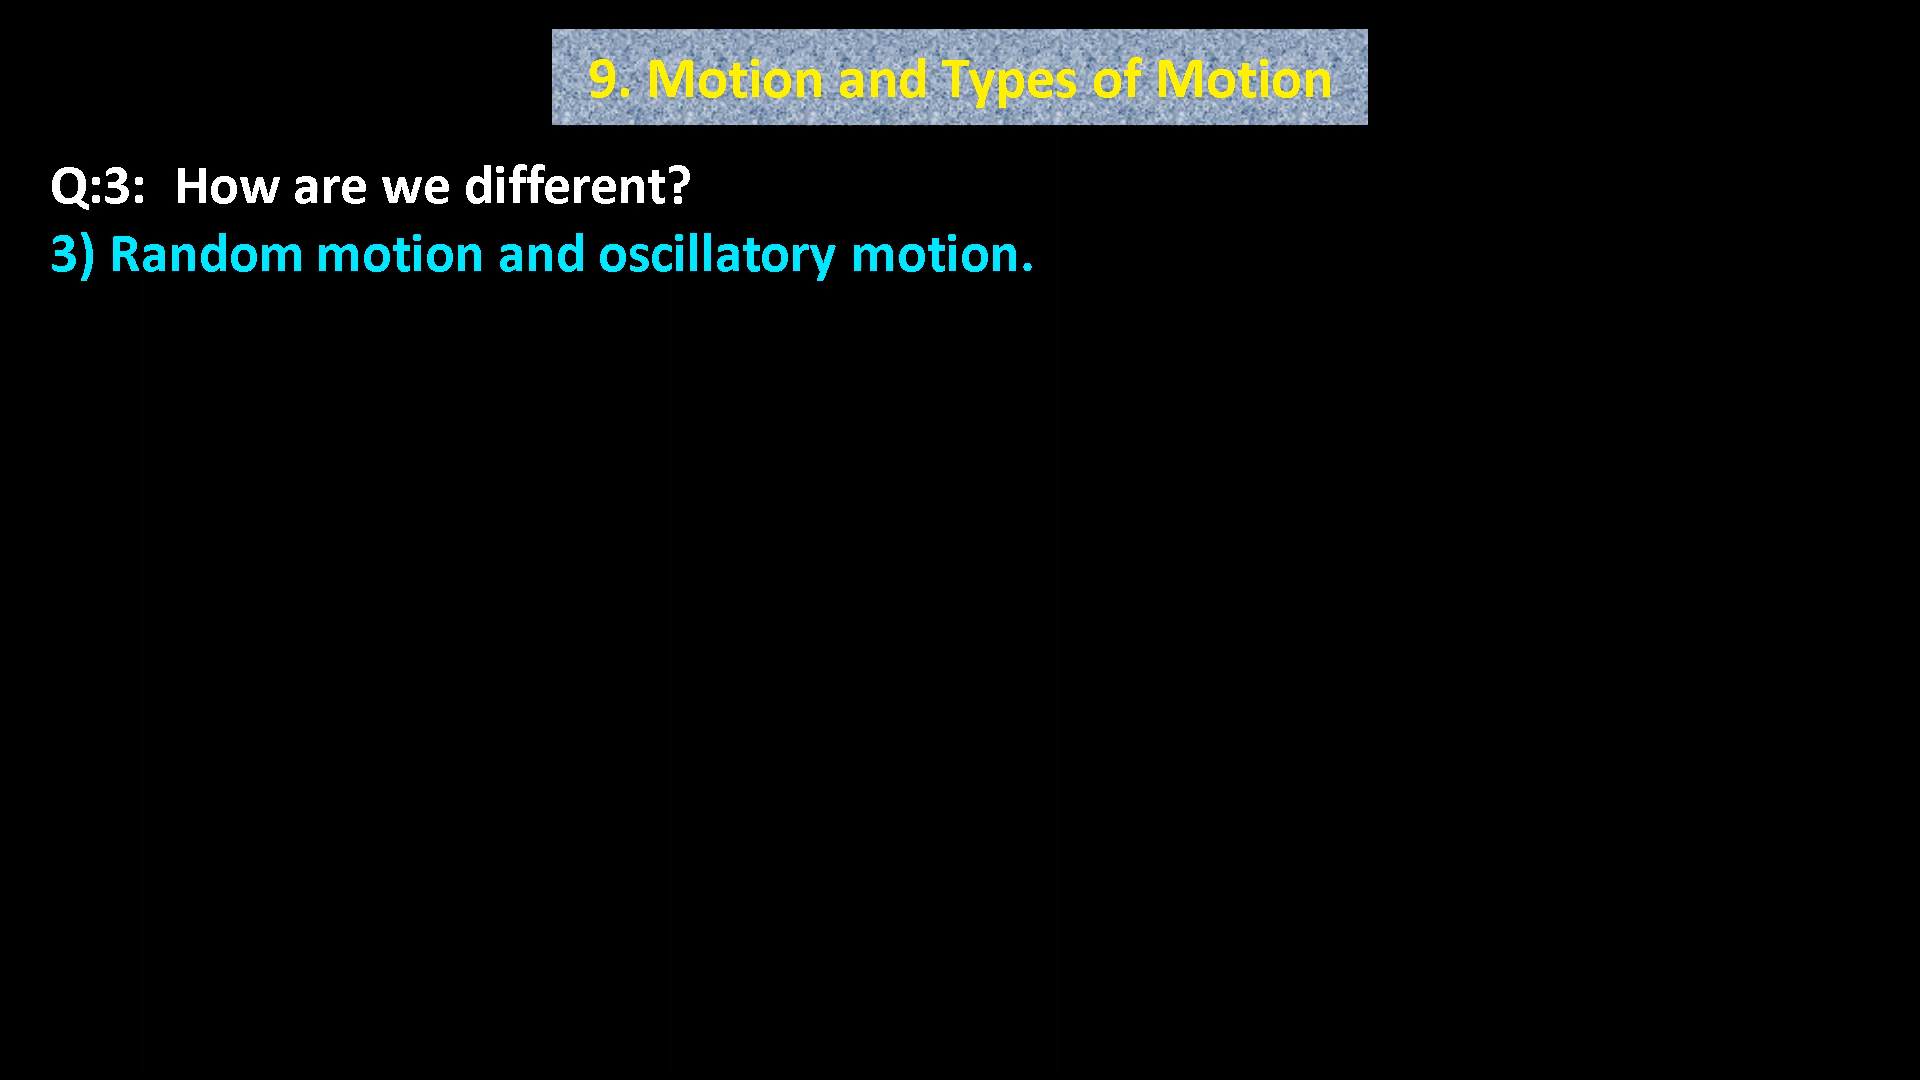 9. Motion and Types of Motion
Q:3: How are we different?
3) Random motion and oscillatory motion.